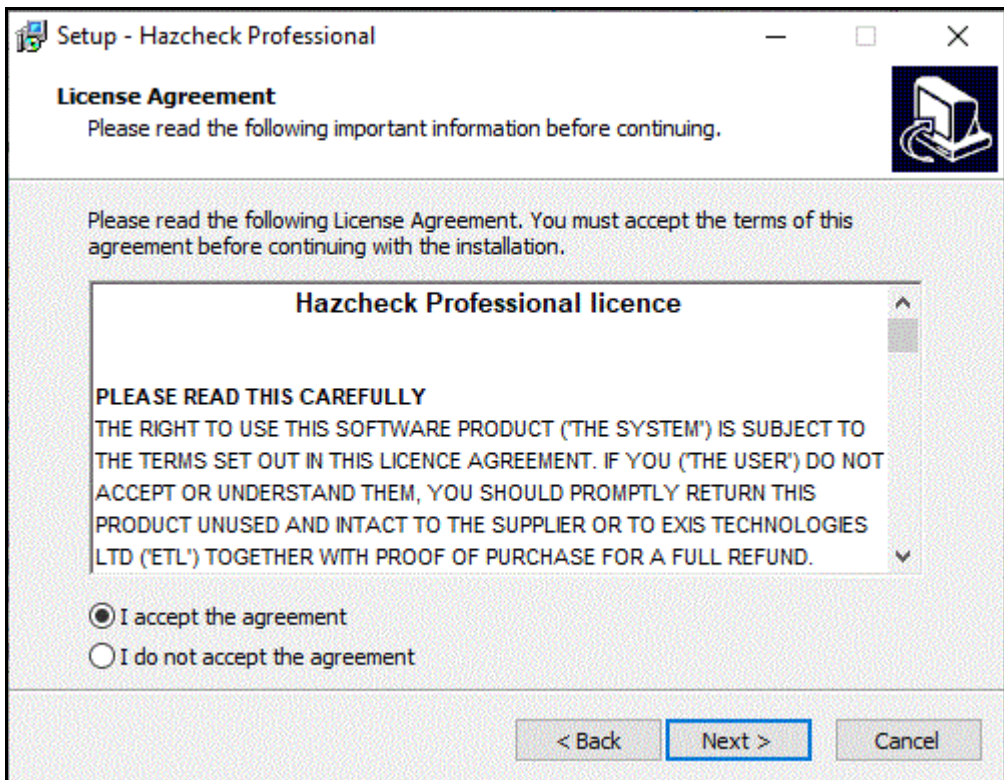 Setup - Hazcheck Professional
License Agreement
Please read the following important information before continuing.
Please read the following License Agreement. You must accept the terms of this
agreement before continuing with the installation.
Hazcheck Professional licence
PLEASE READ THIS CAREFULLY
THE RIGHT TO USE THIS SOFTWARE PRODUCT ('THE SYSTEM') IS SUBJECT TO
THE TERMS SET OUT IN THIS LICENCE AGREEMENT. IF YOU ('THE USER') DO NOT
ACCEPT OR UNDERSTAND THEM, YOU SHOULD PROMPTLY RETURN THIS
PRODUCT UNUSED AND INTACT TO THE SUPPLIER OR TO EXIS TECHNOLOGIES
LTD ('ETL') TOGETHER WITH PROOF OF PURCHASE FOR A FULL REFUND.
I accept the agreement
I do not accept the agreement
< Back Next > Cancel